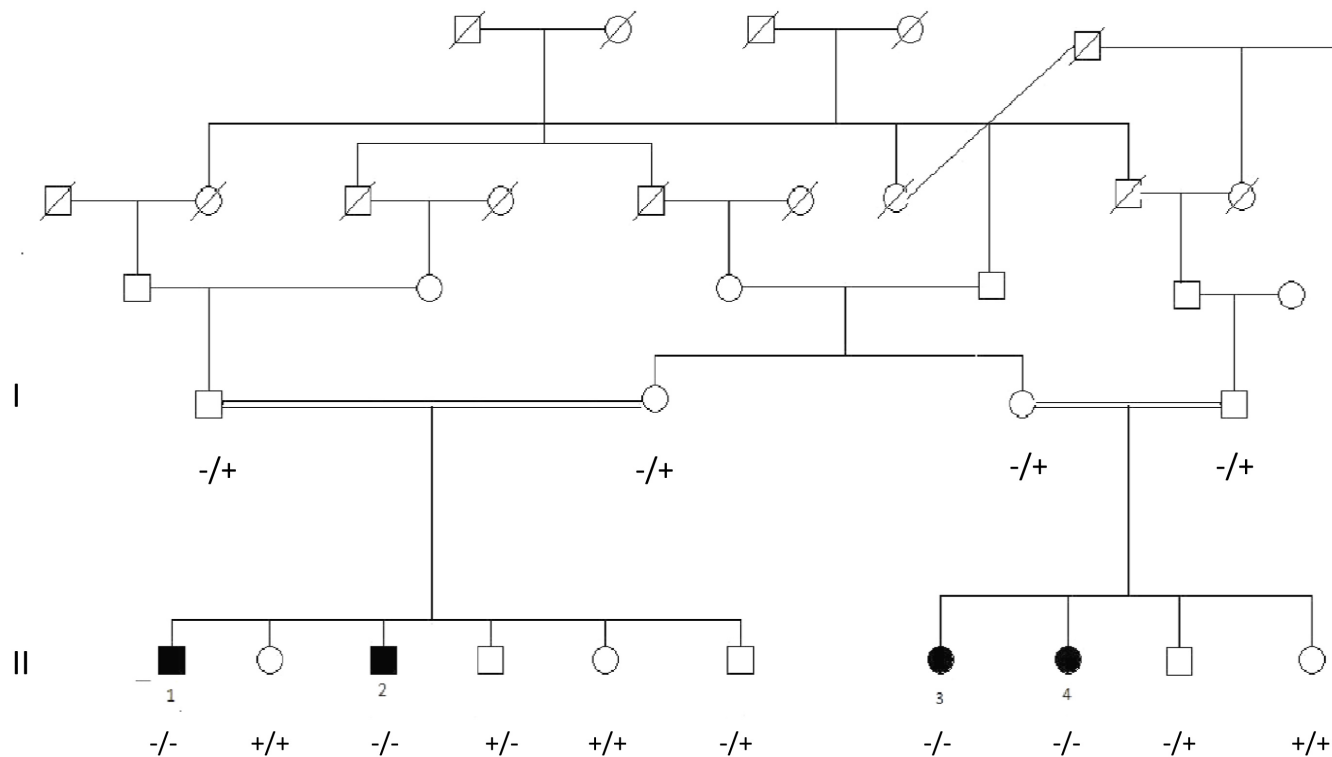 I
-/+ -/+ -/+ -/+
II
1 2 3 4
-/- +/+ -/- +/- +/+ -/+ -/- -/- -/+ +/+